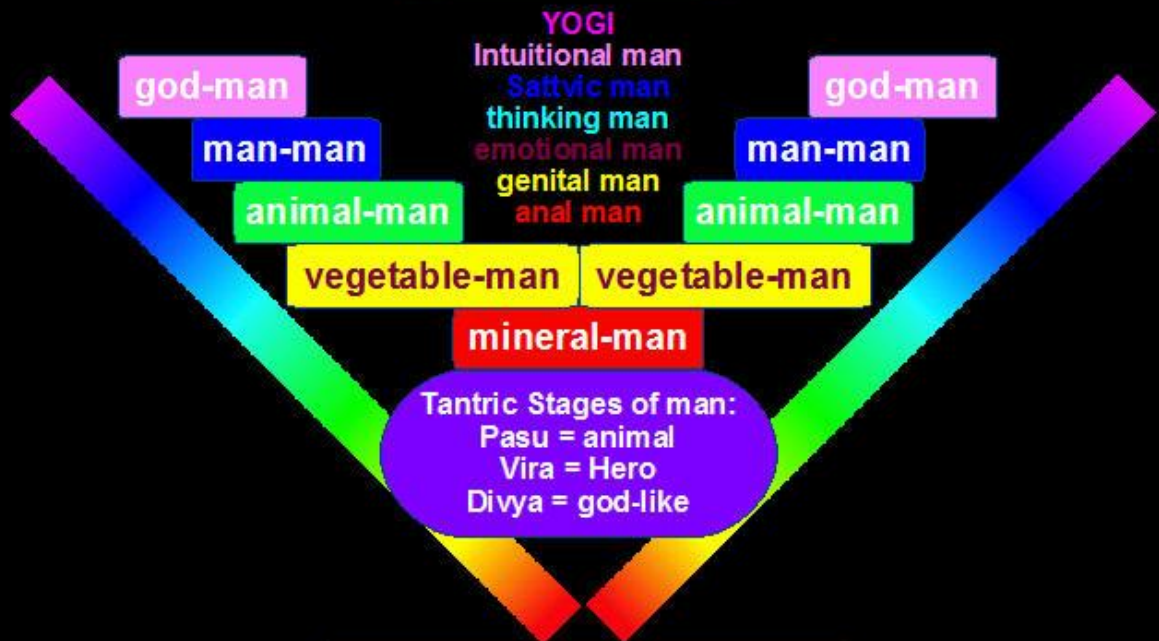 YOGI
Intuitional man
Sattvic man
thinking man
emotional man
genital man
anal man
god-man god-man
man-man man-man
animal-man animal-man
vegetable-man vegetable-man
mineral-man
Tantric Stages of man:
Pasu = animal
Vira = Hero
Divya = god-like